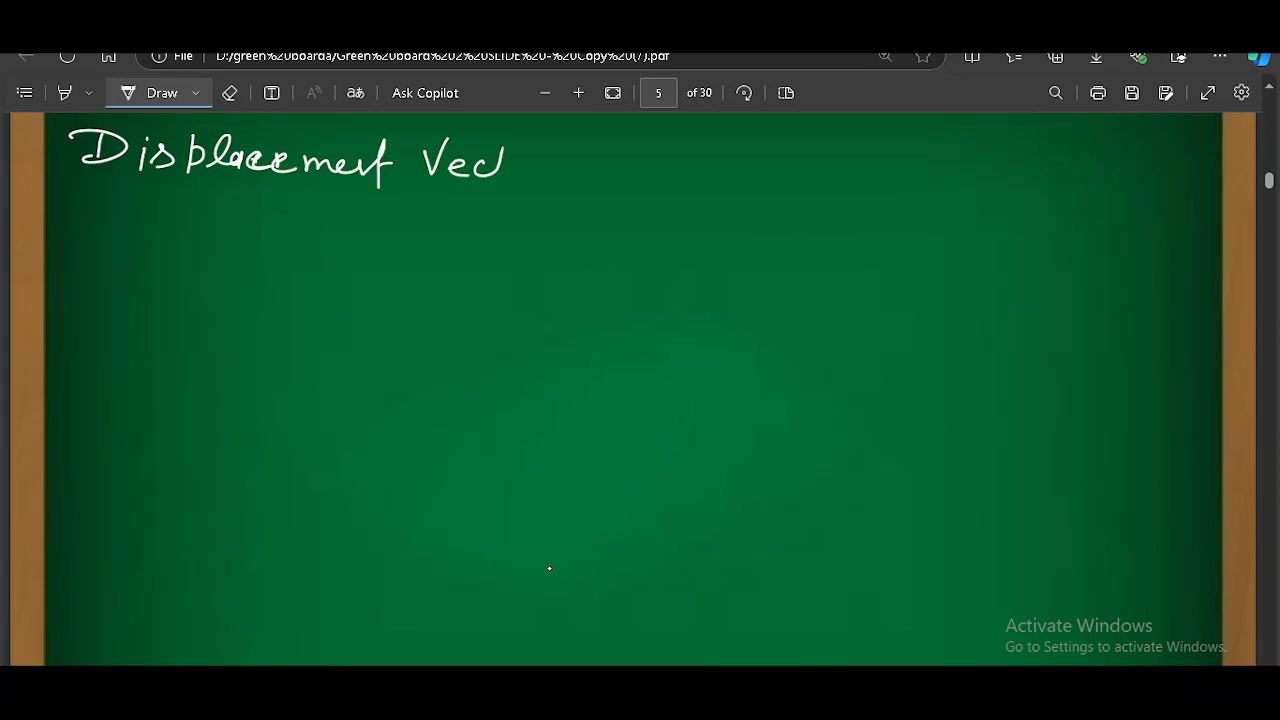 File D:/green%20boarda/Green%20board%202%20SLIDE%20-%20Copy%20(7).pdf
Draw Ask Copilot 5 of 30
Displacement Vec
Activate Windows
Go to Settings to activate Windows.